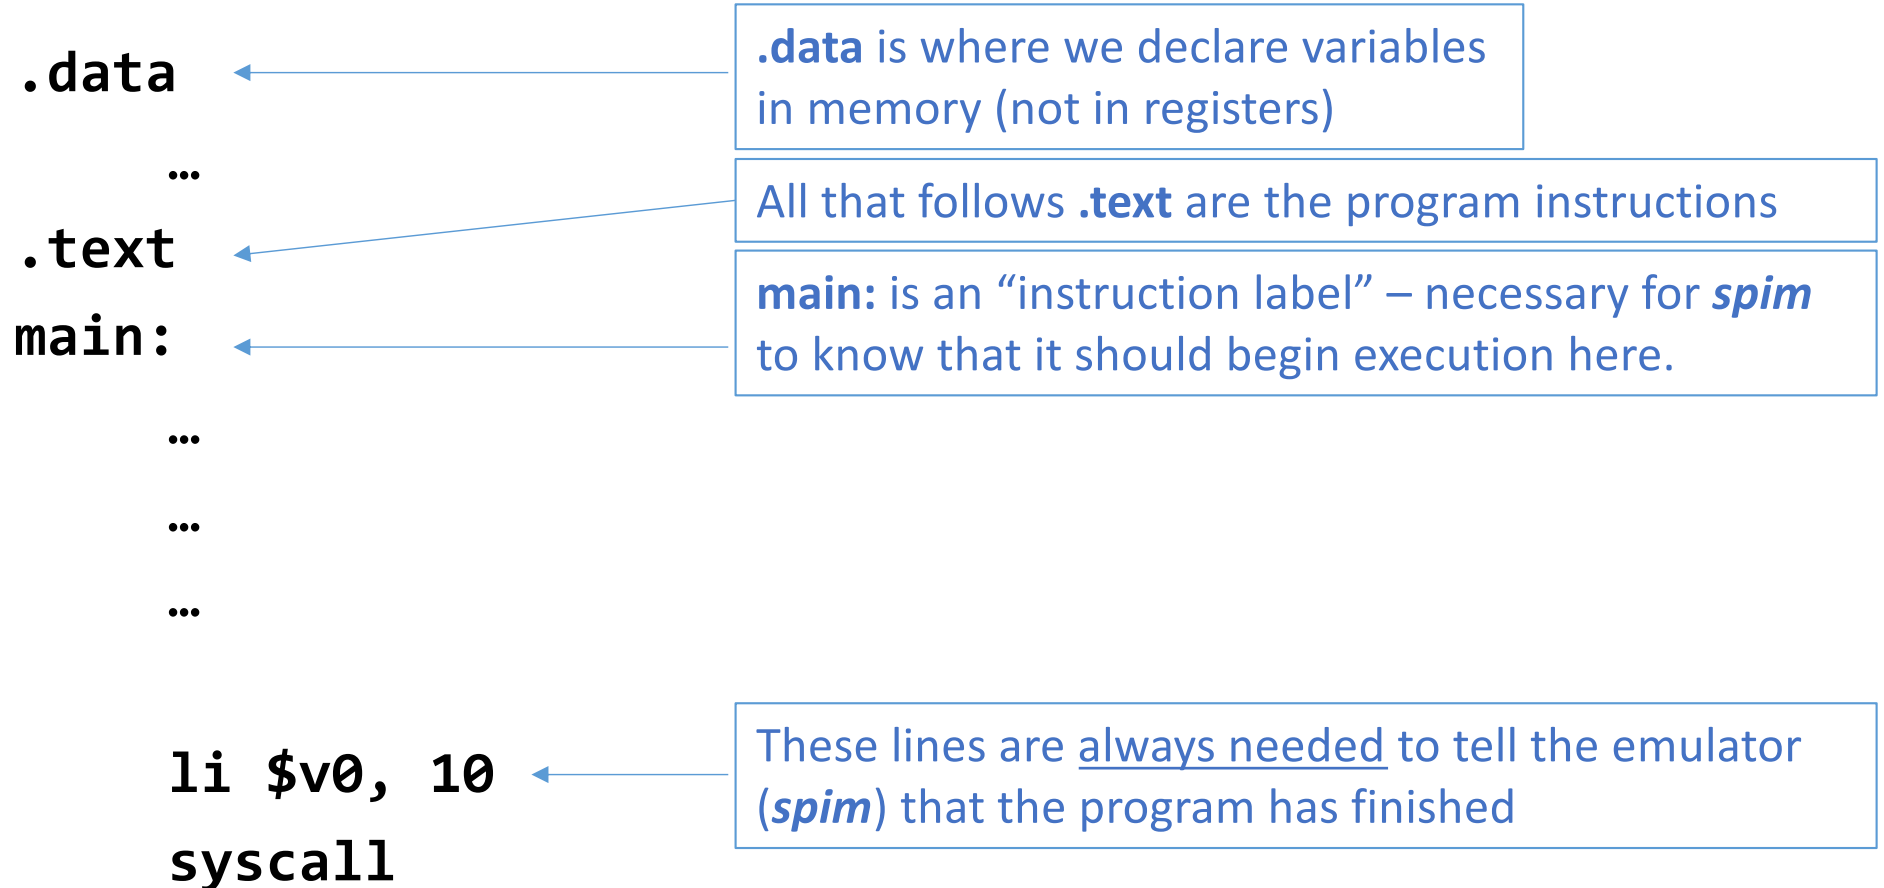 .data
.data is where we declare variables
in memory (not in registers)
…
All that follows .text are the program instructions
.text
main: is an “instruction label” – necessary for spim
to know that it should begin execution here.
main:
…
…
…
These lines are always needed to tell the emulator
(spim) that the program has finished
li $v0, 10
syscall